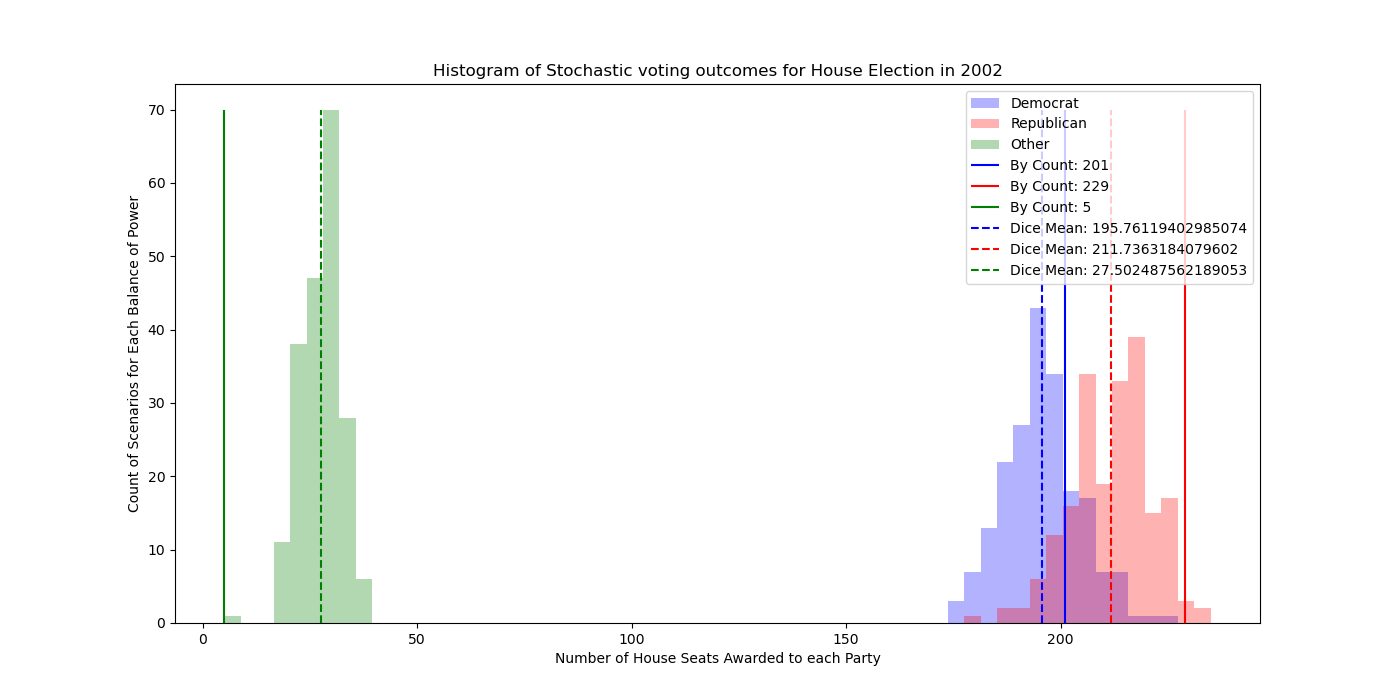 Histogram of Stochastic voting outcomes for House Election in 2002
Count of Scenarios for Each Balance of Power
70
60
50
40
30
20
10
0
Democrat
Republican
Other
By Count: 201
By Count: 229
By Count: 5
Dice Mean: 195.76119402985074
Dice Mean: 211.7363184079602
Dice Mean: 27.502487562189053
0
50
100
150
200
Number of House Seats Awarded to each Party